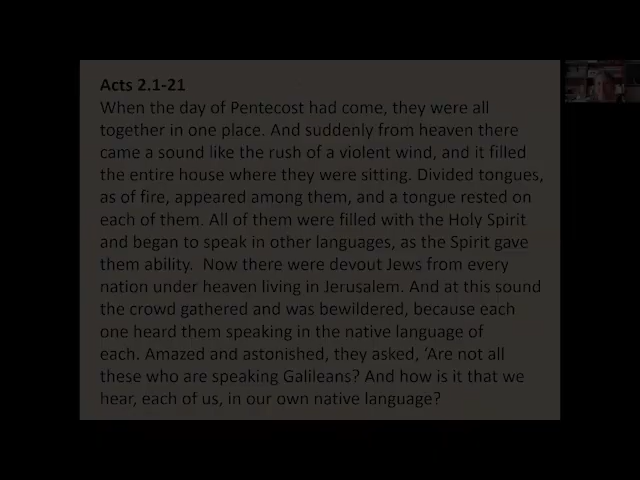 Acts 2.1-21
When the day of Pentecost had come, they were all
together in one place. And suddenly from heaven there
came a sound like the rush of a violent wind, and it filled
the entire house where they were sitting. Divided tongues,
as of fire, appeared among them, and a tongue rested on
each of them. All of them were filled with the Holy Spirit
and began to speak in other languages, as the Spirit gave
them ability.  Now there were devout Jews from every
nation under heaven living in Jerusalem. And at this sound
the crowd gathered and was bewildered, because each
one heard them speaking in the native language of
each. Amazed and astonished, they asked, ‘Are not all
these who are speaking Galileans? And how is it that we
hear, each of us, in our own native language?